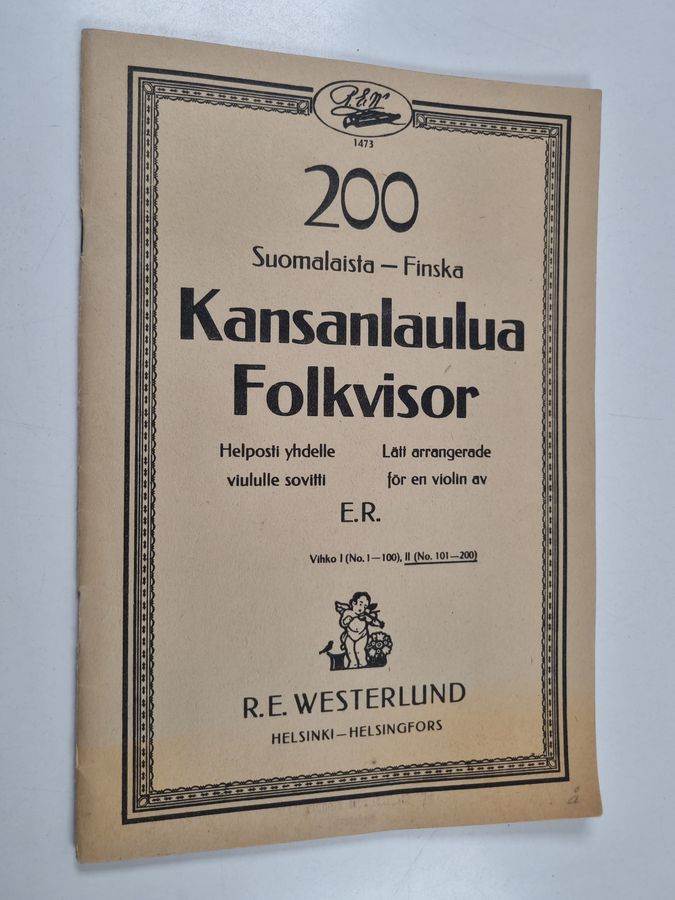 R.E.W.
1473
200
Suomalaista — Finska
Kansanlaulua
Folkvisor
Helposti yhdelle
viululle sovitti
Lätt arrangerade
för en violin av
E.R.
Vihko I (No. 1—100), II (No. 101—200)
R.E. WESTERLUND
HELSINKI — HELSINGFORS
å